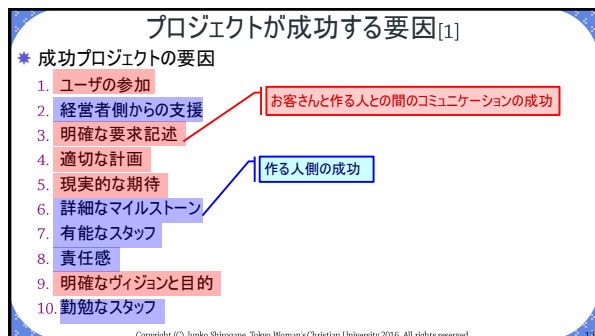 プロジェクトが成功する要因[1]
成功プロジェクトの要因
1. ユーザの参加
2. 経営者側からの支援
3. 明確な要求記述
4. 適切な計画
5. 現実的な期待
6. 詳細なマイルストーン
7. 有能なスタッフ
8. 責任感
9. 明確なヴィジョンと目的
10. 勤勉なスタッフ
お客さんと作る人との間のコミュニケーションの成功
作る人側の成功
Copyright (C) Junko Shirogane, Tokyo Woman's Christian University 2016, All rights reserved.